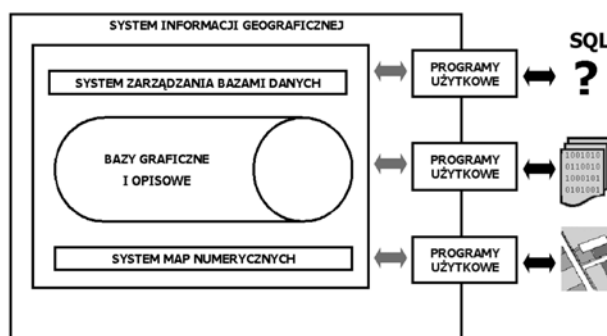 SYSTEM INFORMACJI GEOGRAFICZNEJ
SYSTEM ZARZĄDZANIA BAZAMI DANYCH
PROGRAMY
UŻYTKOWE
SQL
?
BAZY GRAFICZNE
I OPISOWE
PROGRAMY
UŻYTKOWE
1001010
0110010
1000101
0101001
SYSTEM MAP NUMERYCZNYCH
PROGRAMY
UŻYTKOWE